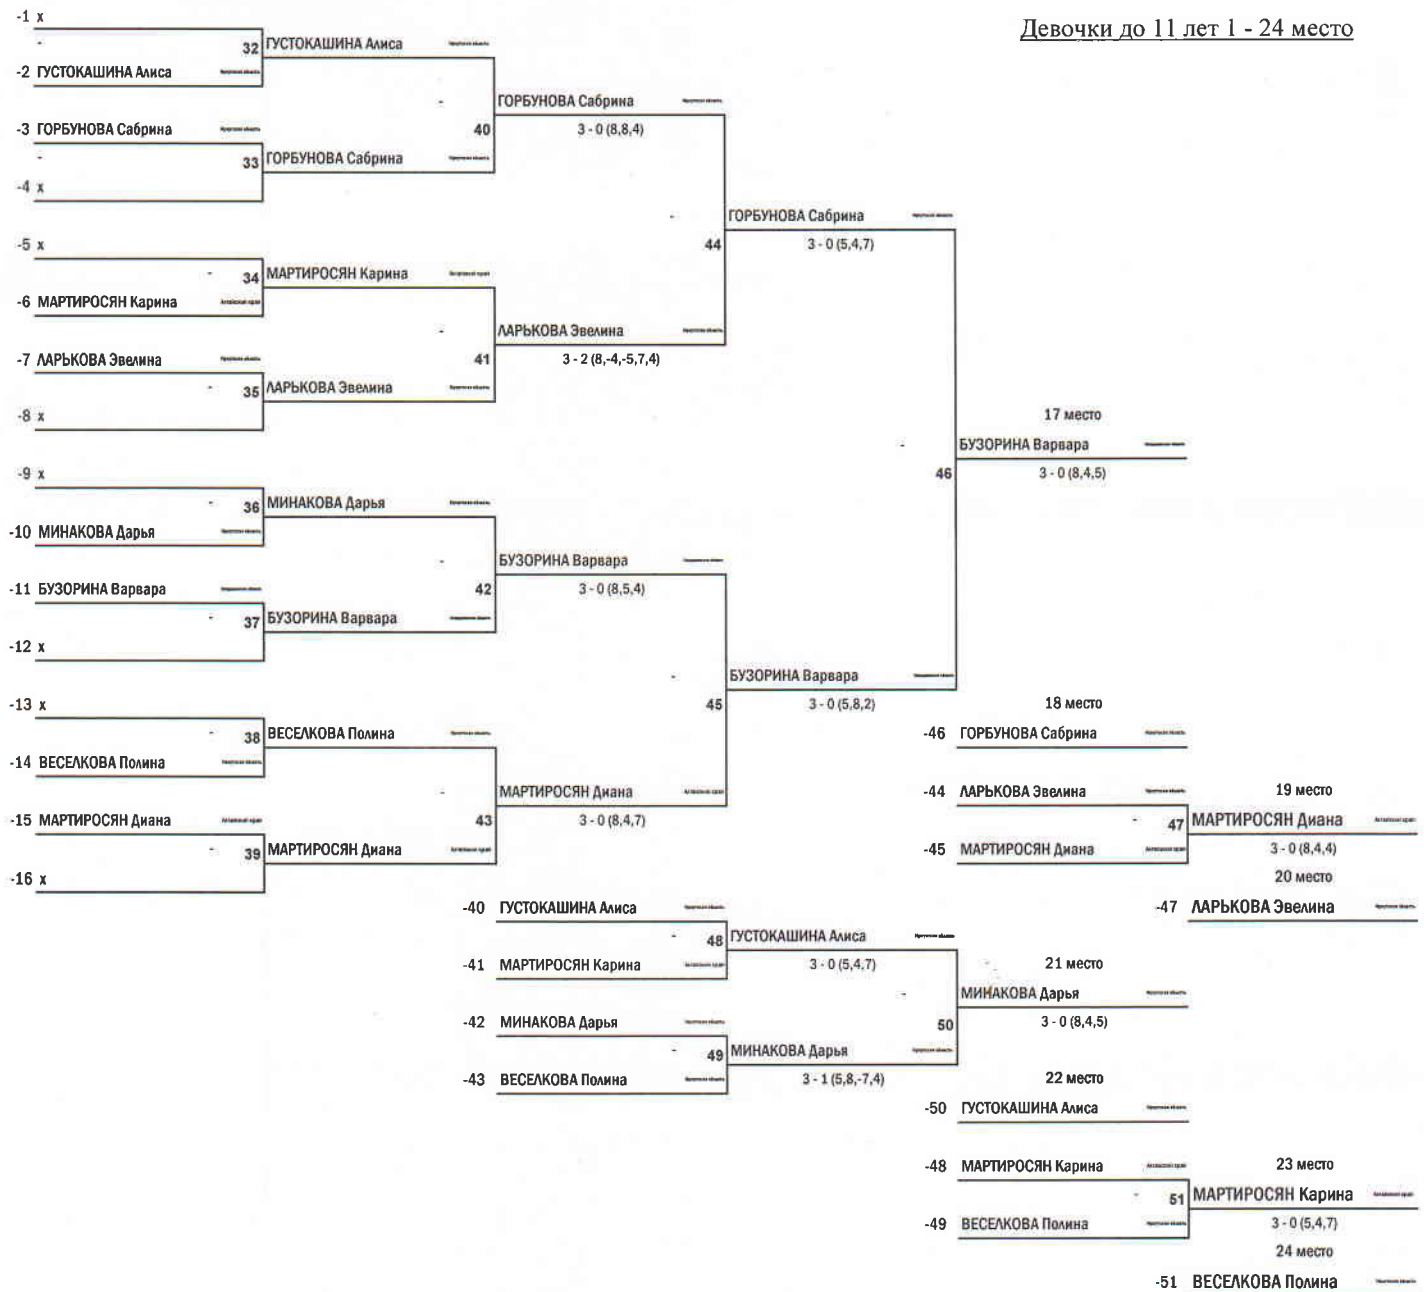 Девочки до 11 лет 1 - 24 место
-1 x
32 ГУСТОКАШИНА Алиса
-2 ГУСТОКАШИНА Алиса
ГОРБУНОВА Сабрина
40 3 - 0 (8,8,4)
-3 ГОРБУНОВА Сабрина
33 ГОРБУНОВА Сабрина
-4 x
ГОРБУНОВА Сабрина
44 3 - 0 (5,4,7)
-5 x
34 МАРТИРОСЯН Карина
-6 МАРТИРОСЯН Карина
ЛАРЬКОВА Эвелина
41 3 - 2 (8,-4,-5,7,4)
-7 ЛАРЬКОВА Эвелина
35 ЛАРЬКОВА Эвелина
-8 x
17 место
БУЗОРИНА Варвара
46 3 - 0 (8,4,5)
-9 x
36 МИНАКОВА Дарья
-10 МИНАКОВА Дарья
БУЗОРИНА Варвара
42 3 - 0 (8,5,4)
-11 БУЗОРИНА Варвара
37 БУЗОРИНА Варвара
-12 x
БУЗОРИНА Варвара
45 3 - 0 (5,8,2)
-13 x
38 ВЕСЕЛКОВА Полина
-14 ВЕСЕЛКОВА Полина
МАРТИРОСЯН Диана
43 3 - 0 (8,4,7)
-15 МАРТИРОСЯН Диана
39 МАРТИРОСЯН Диана
-16 x
18 место
-46 ГОРБУНОВА Сабрина
-44 ЛАРЬКОВА Эвелина
19 место
47 МАРТИРОСЯН Диана
-45 МАРТИРОСЯН Диана
3 - 0 (8,4,4)
20 место
-47 ЛАРЬКОВА Эвелина
-40 ГУСТОКАШИНА Алиса
48 ГУСТОКАШИНА Алиса
-41 МАРТИРОСЯН Карина
3 - 0 (5,4,7)
21 место
МИНАКОВА Дарья
50 3 - 0 (8,4,5)
-42 МИНАКОВА Дарья
49 МИНАКОВА Дарья
-43 ВЕСЕЛКОВА Полина
3 - 1 (5,8,-7,4)
22 место
-50 ГУСТОКАШИНА Алиса
-48 МАРТИРОСЯН Карина
23 место
51 МАРТИРОСЯН Карина
-49 ВЕСЕЛКОВА Полина
3 - 0 (5,4,7)
24 место
-51 ВЕСЕЛКОВА Полина